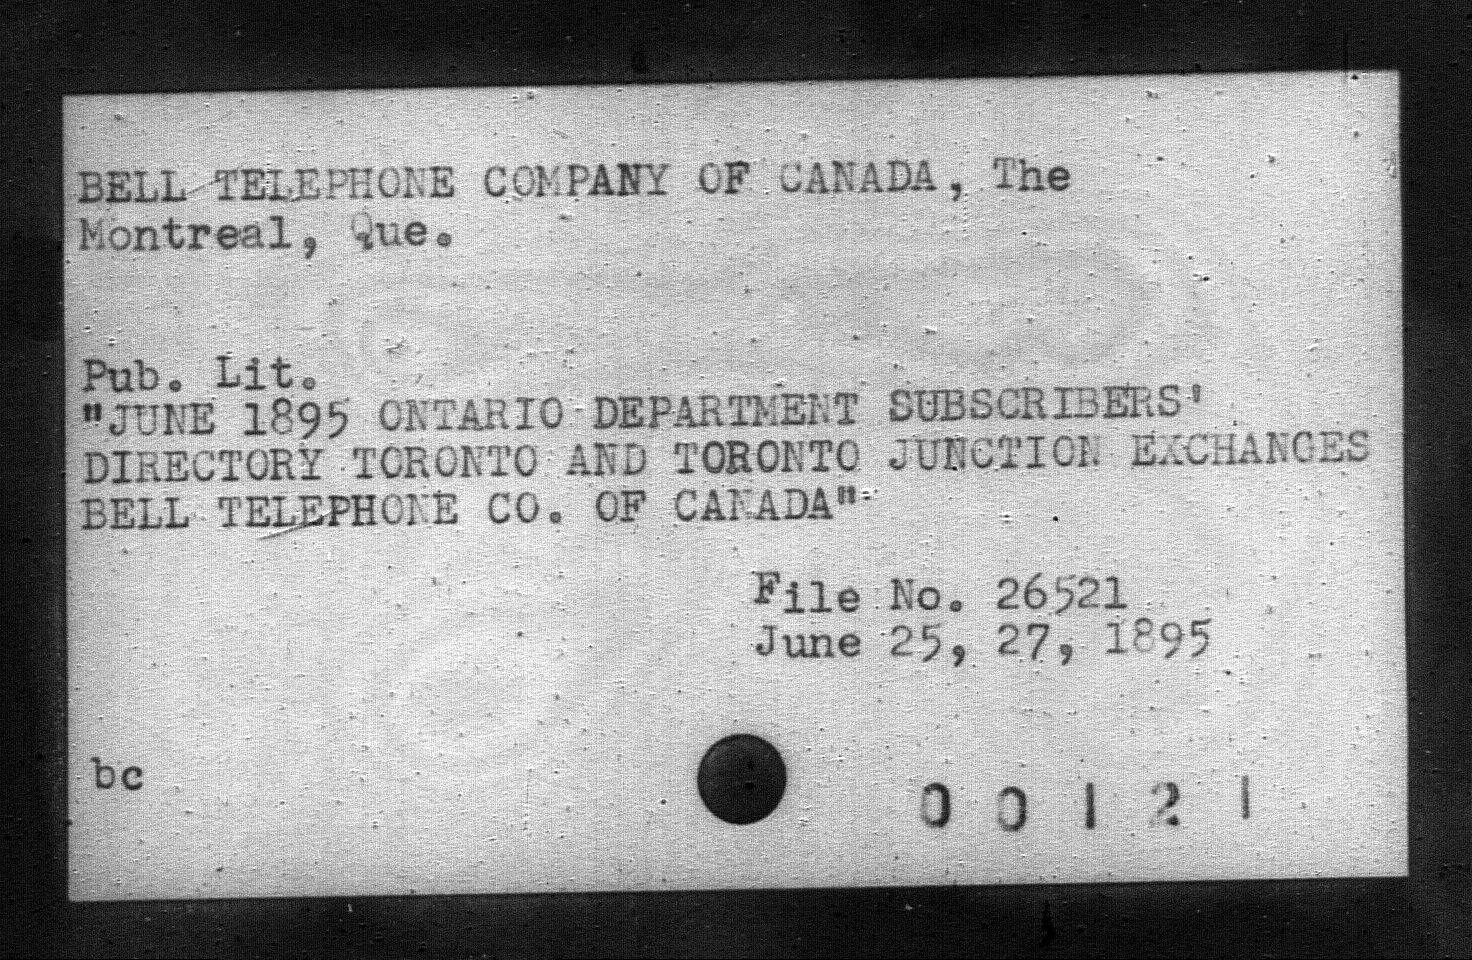 BELL TELEPHONE COMPANY OF CANADA, The
Montreal, Que.
Pub. Lit.
"JUNE 1895 ONTARIO DEPARTMENT SUBSCRIBERS'
DIRECTORY TORONTO AND TORONTO JUNCTION EXCHANGES
BELL TELEPHONE CO. OF CANADA"
File No. 26521
June 25, 27, 1895
bc
00121